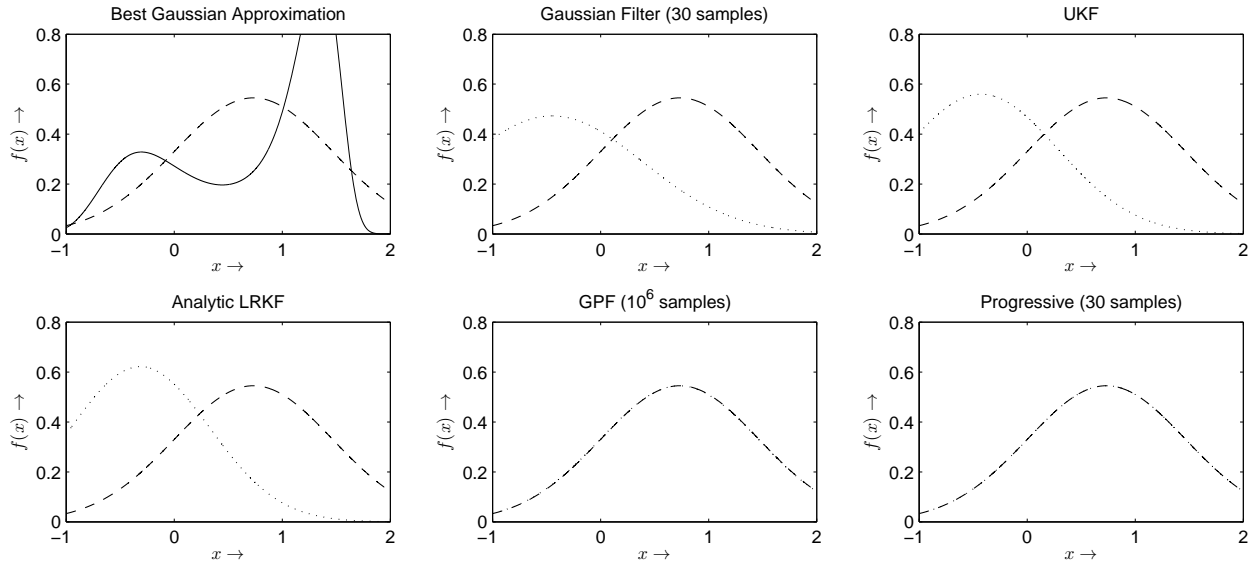 Best Gaussian Approximation
0.8
0.6
0.4
0.2
0
f(x) →
−1 0 1 2
x →
Gaussian Filter (30 samples)
0.8
0.6
0.4
0.2
0
f(x) →
−1 0 1 2
x →
UKF
0.8
0.6
0.4
0.2
0
f(x) →
−1 0 1 2
x →
Analytic LRKF
0.8
0.6
0.4
0.2
0
f(x) →
−1 0 1 2
x →
GPF (10⁶ samples)
0.8
0.6
0.4
0.2
0
f(x) →
−1 0 1 2
x →
Progressive (30 samples)
0.8
0.6
0.4
0.2
0
f(x) →
−1 0 1 2
x →